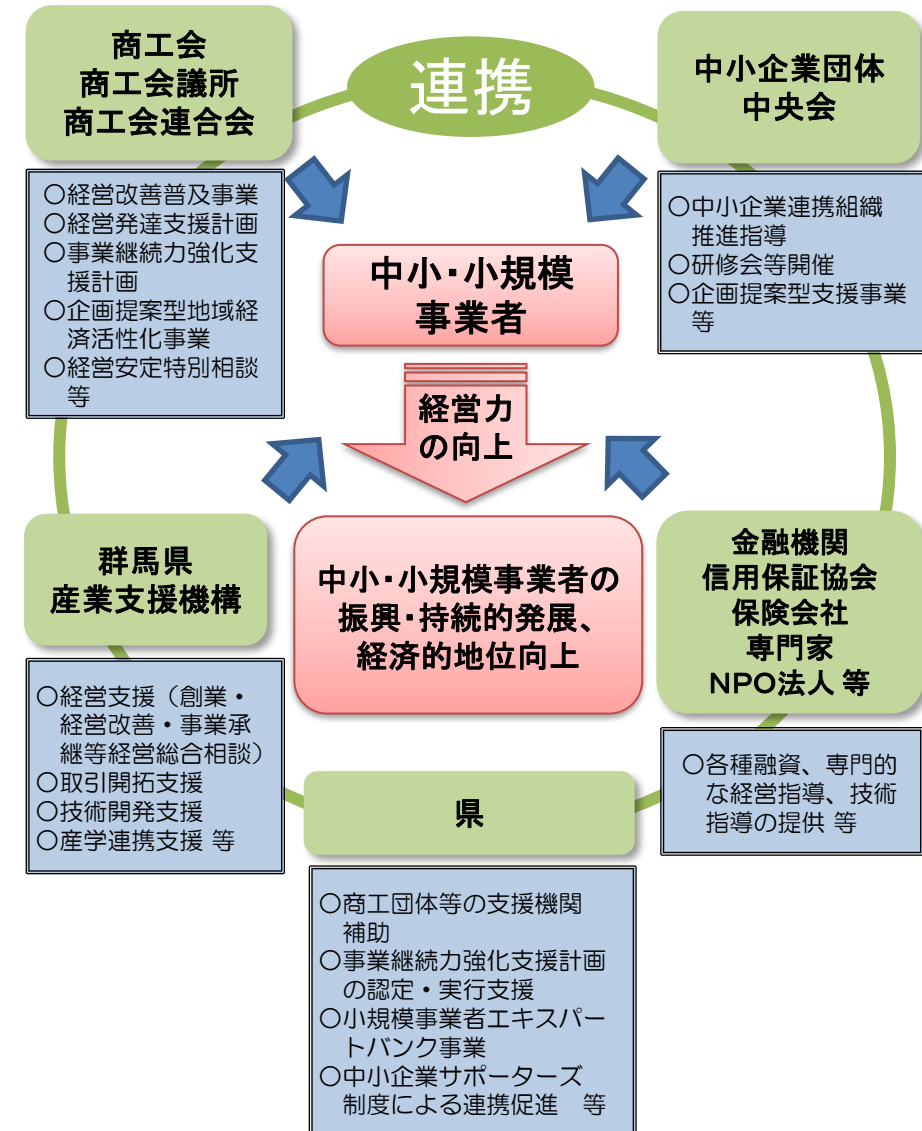 連携
商工会
商工会議所
商工会連合会
○経営改善普及事業
○経営発達支援計画
○事業継続力強化支
援計画
○企画提案型地域経
済活性化事業
○経営安定特別相談
等
中小企業団体
中央会
○中小企業連携組織
推進指導
○研修会等開催
○企画提案型支援事業
等
中小・小規模
事業者
経営力
の向上
中小・小規模事業者の
振興・持続的発展、
経済的地位向上
群馬県
産業支援機構
○経営支援（創業・
経営改善・事業承
継等経営総合相談）
○取引開拓支援
○技術開発支援
○産学連携支援 等
金融機関
信用保証協会
保険会社
専門家
NPO法人 等
○各種融資、専門的
な経営指導、技術
指導の提供 等
県
○商工団体等の支援機関
補助
○事業継続力強化支援計画
の認定・実行支援
○小規模事業者エキスパー
トバンク事業
○中小企業サポーターズ
制度による連携促進　等